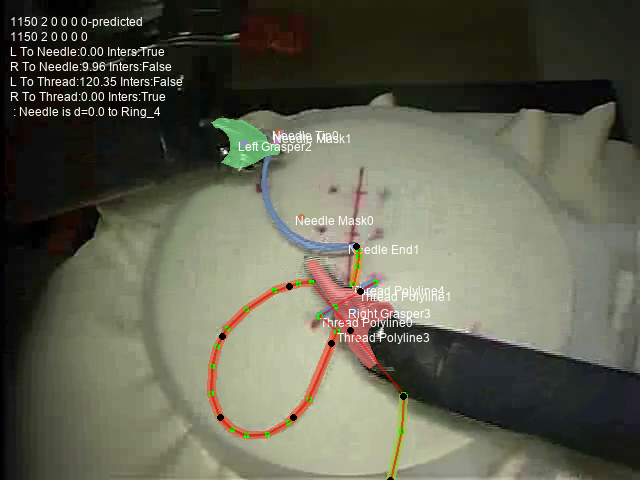 1150 2 0 0 0 0-predicted
1150 2 0 0 0 0
L To Needle:0.00 Inters:True
R To Needle:9.96 Inters:False
L To Thread:120.35 Inters:False
R To Thread:0.00 Inters:True
: Needle is d=0.0 to Ring_4
Needle Tip0
Needle Mask1
Left Grasper2
Needle Mask0
Needle End1
Thread Polyline4
Thread Polyline1
Right Grasper3
Thread Polyline0
Thread Polyline3